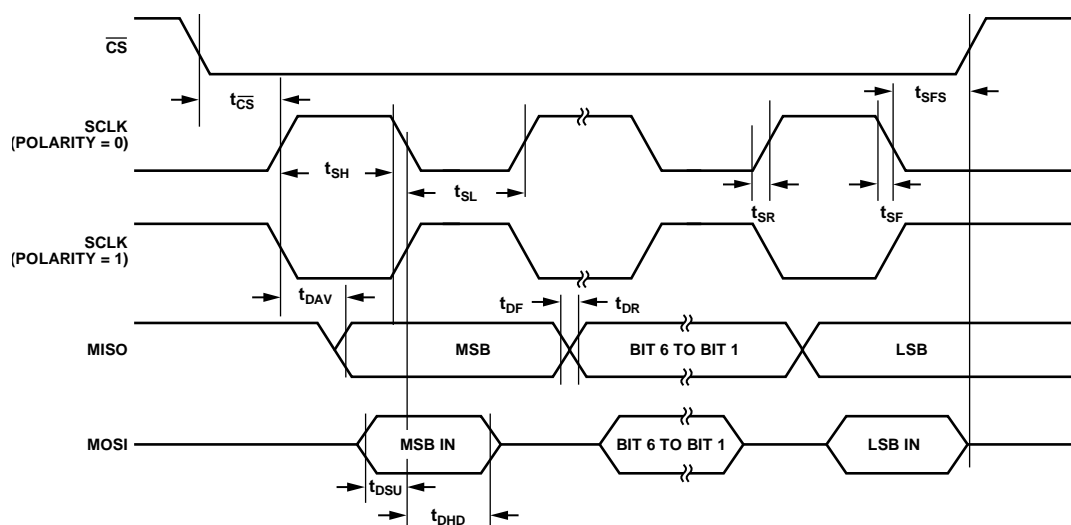 CS
tCS
tSFS
SCLK
(POLARITY = 0)
tSH
tSL
tSR
tSF
SCLK
(POLARITY = 1)
tDAV
tDF
tDR
MISO
MSB
BIT 6 TO BIT 1
LSB
MOSI
MSB IN
BIT 6 TO BIT 1
LSB IN
tDSU
tDHD